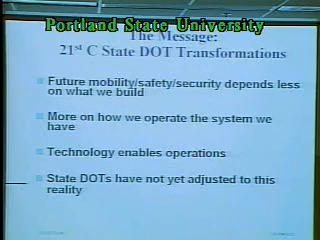 Portland State University
The Message:
21st C State DOT Transformations
Future mobility/safety/security depends less
on what we build
More on how we operate the system we
have
Technology enables operations
State DOTs have not yet adjusted to this
reality